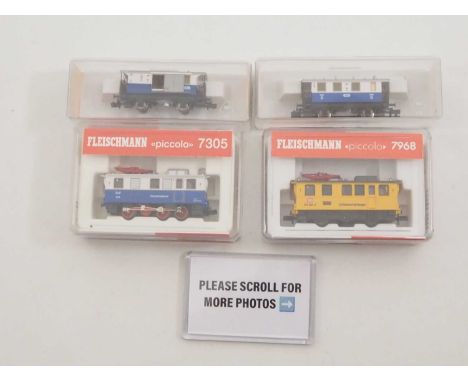 FLEISCHMANN «piccolo» 7305
FLEISCHMANN «piccolo» 7968
PLEASE SCROLL FOR
MORE PHOTOS ➡